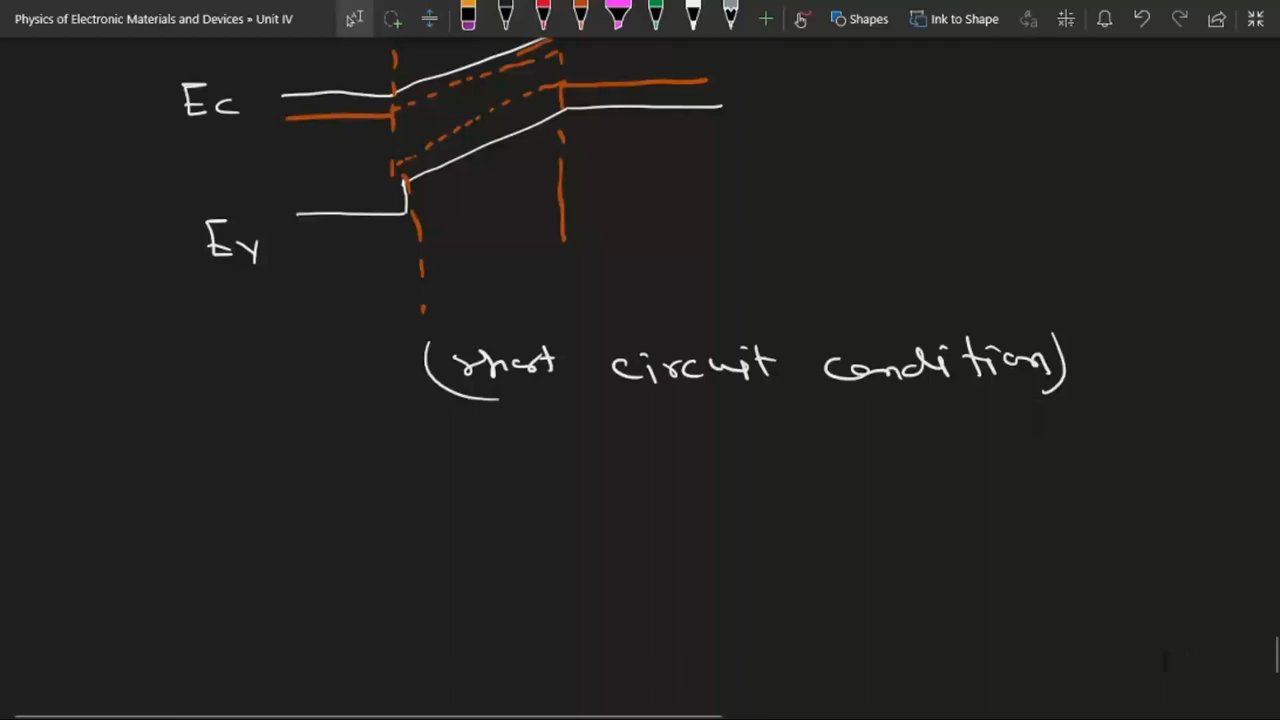 Physics of Electronic Materials and Devices » Unit IV
Shapes
Ink to Shape
Ec
Ev
(short circuit condition)